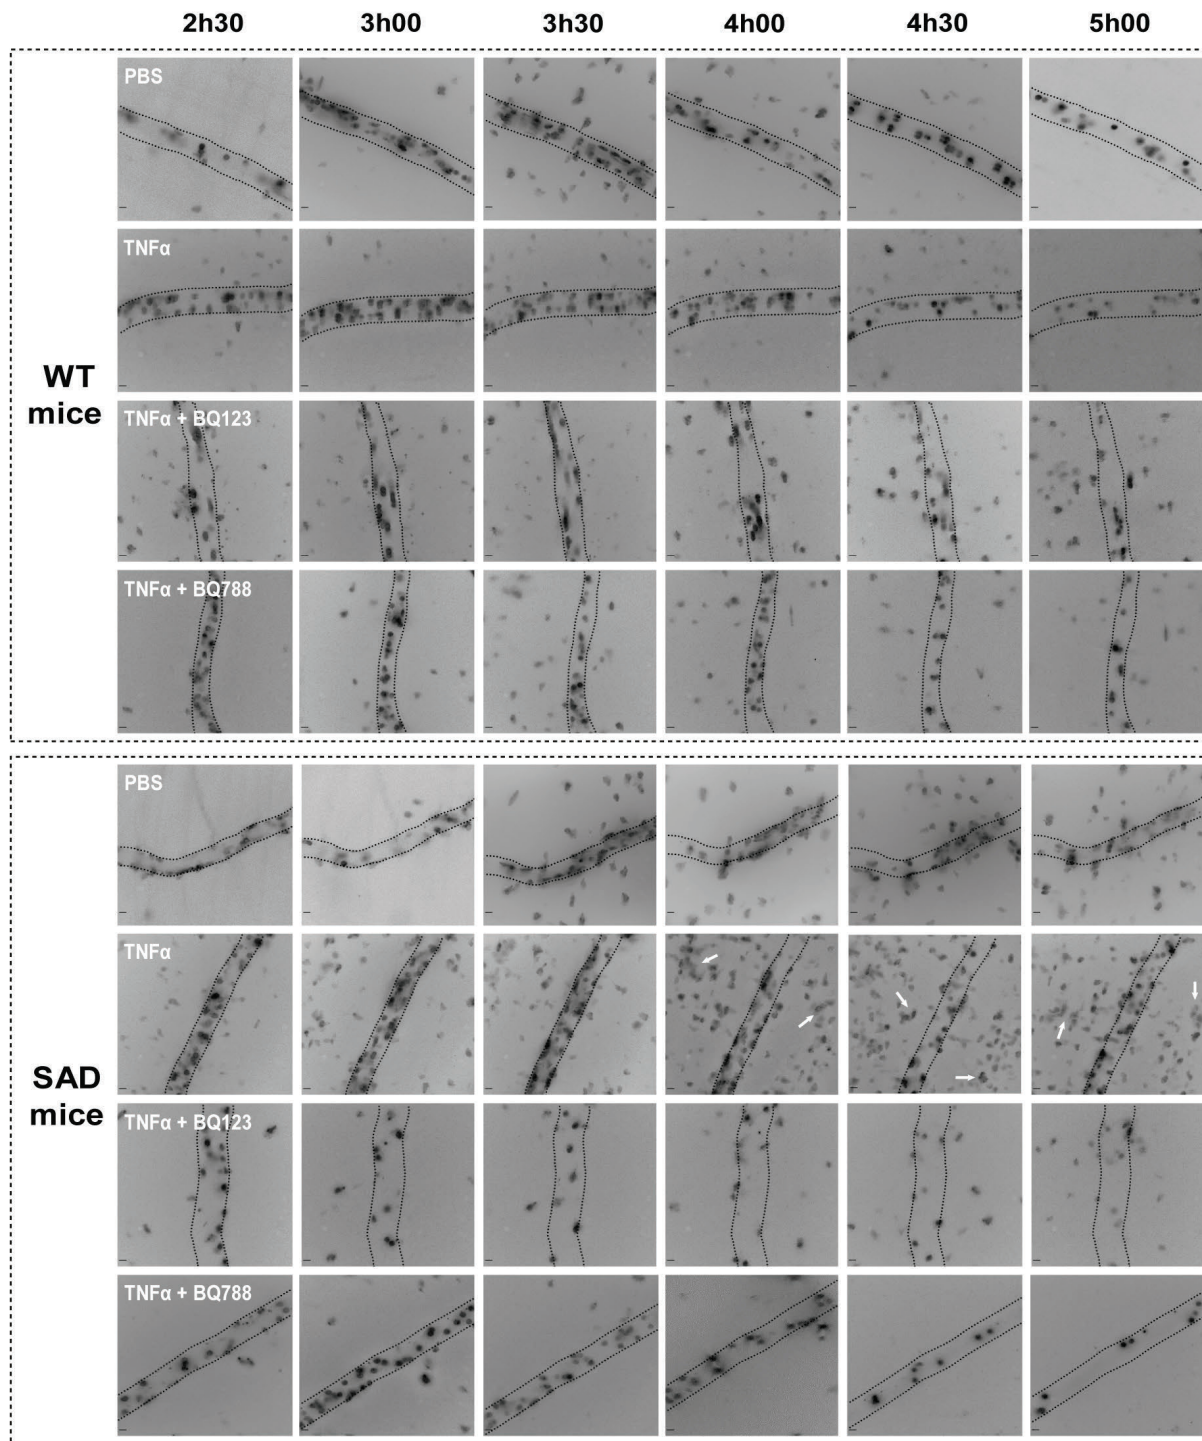 2h30 3h00 3h30 4h00 4h30 5h00
WT
mice
PBS
TNFα
TNFα + BQ123
TNFα + BQ788
SAD
mice
PBS
TNFα
TNFα + BQ123
TNFα + BQ788